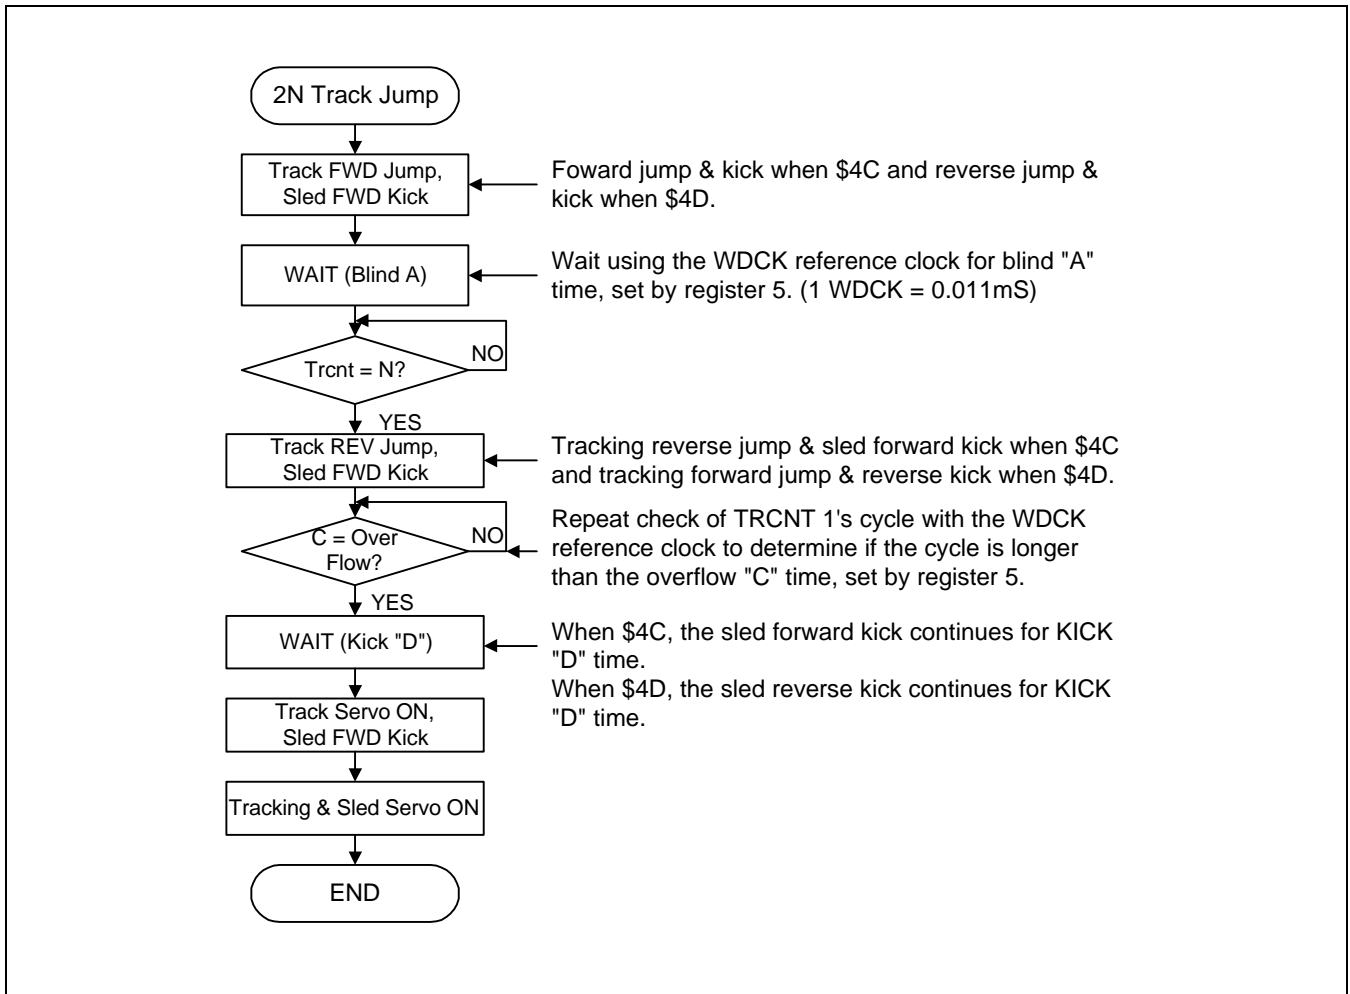 2N Track Jump
Track FWD Jump,
Sled FWD Kick
Foward jump & kick when $4C and reverse jump &
kick when $4D.
WAIT (Blind A)
Wait using the WDCK reference clock for blind "A"
time, set by register 5. (1 WDCK = 0.011mS)
NO
Trcnt = N?
YES
Track REV Jump,
Sled FWD Kick
Tracking reverse jump & sled forward kick when $4C
and tracking forward jump & reverse kick when $4D.
NO
C = Over
Flow?
Repeat check of TRCNT 1's cycle with the WDCK
reference clock to determine if the cycle is longer
than the overflow "C" time, set by register 5.
YES
WAIT (Kick "D")
When $4C, the sled forward kick continues for KICK
"D" time.
When $4D, the sled reverse kick continues for KICK
"D" time.
Track Servo ON,
Sled FWD Kick
Tracking & Sled Servo ON
END